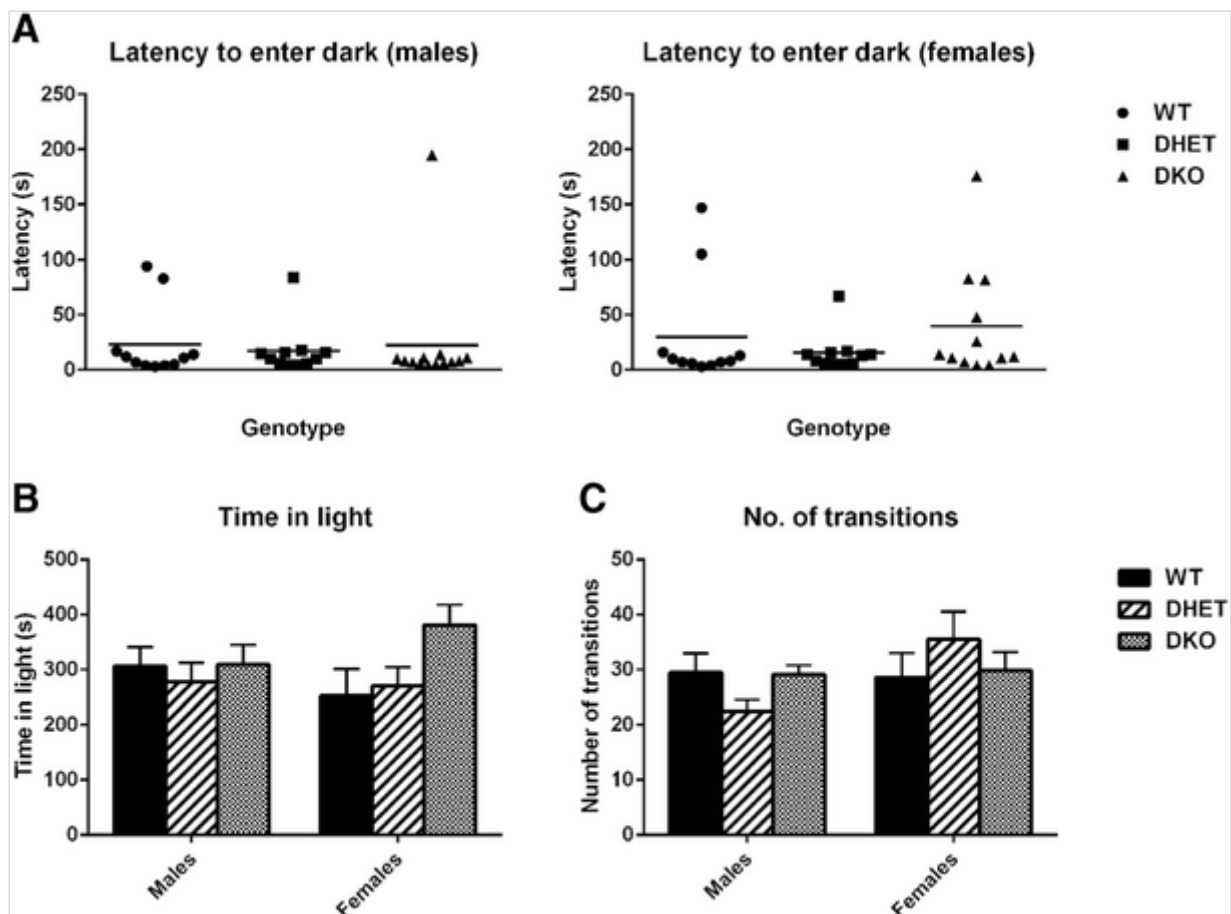 A
Latency to enter dark (males)
250
200
150
100
50
0
Latency (s)
Genotype
Latency to enter dark (females)
250
200
150
100
50
0
Latency (s)
Genotype
WT
DHET
DKO
B
Time in light
500
400
300
200
100
0
Time in light (s)
Males
Females
C
No. of transitions
50
40
30
20
10
0
Number of transitions
Males
Females
WT
DHET
DKO